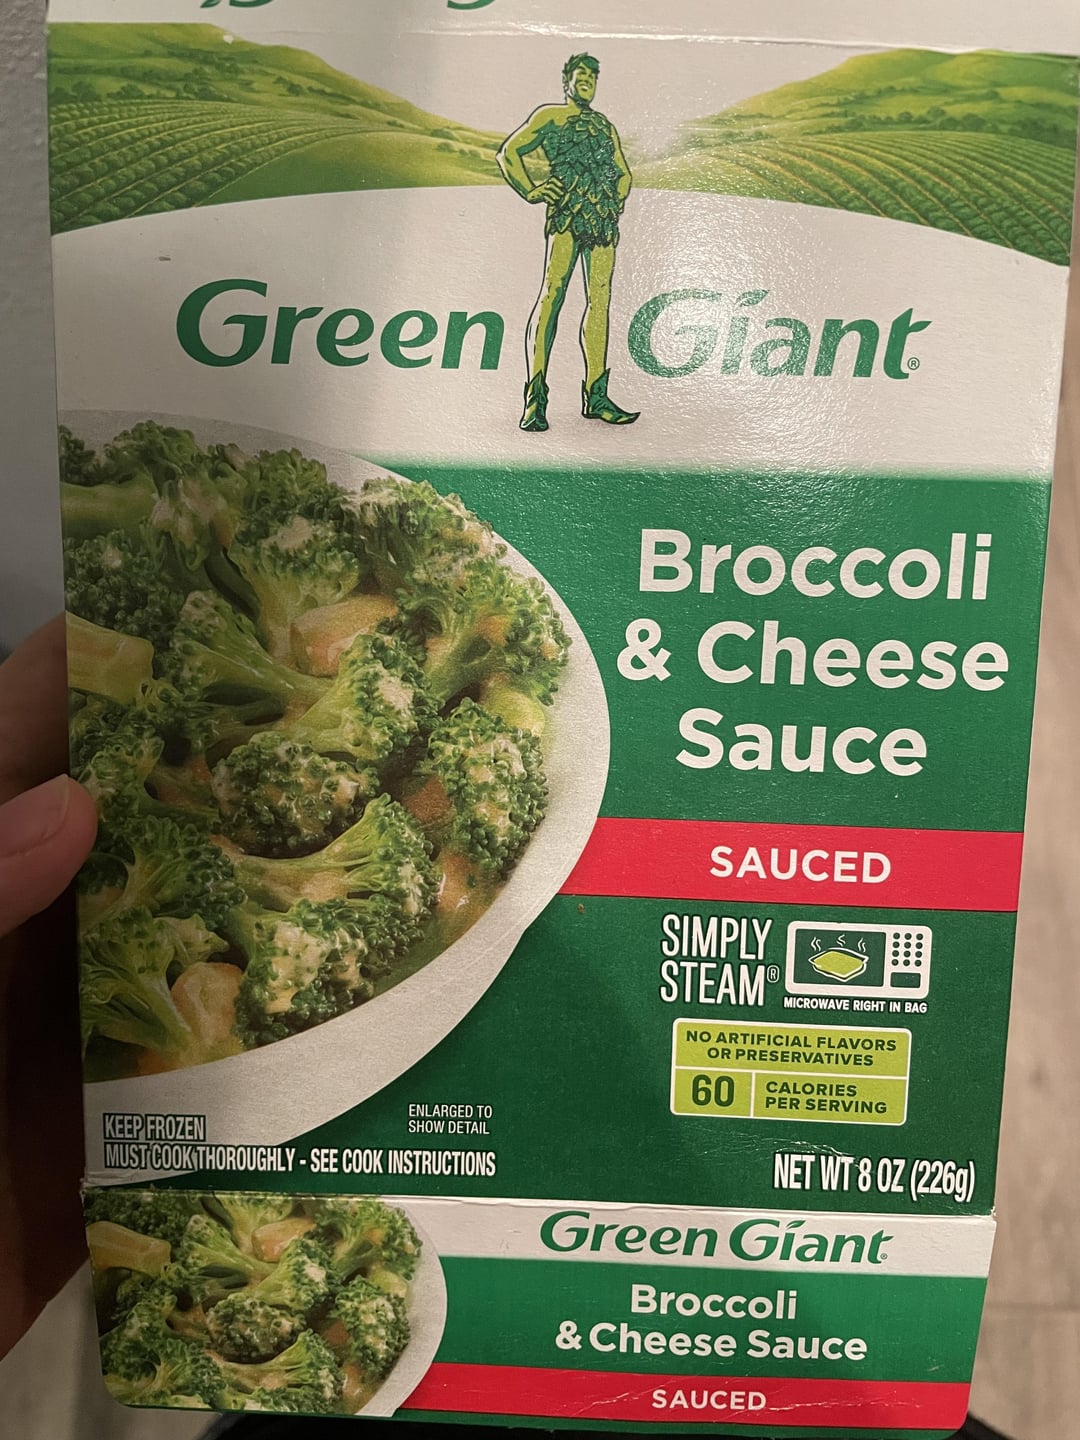 Green Giant®
Broccoli
& Cheese
Sauce
SAUCED
SIMPLY
STEAM®
MICROWAVE RIGHT IN BAG
NO ARTIFICIAL FLAVORS
OR PRESERVATIVES
60
CALORIES
PER SERVING
KEEP FROZEN
MUST COOK THOROUGHLY - SEE COOK INSTRUCTIONS
ENLARGED TO
SHOW DETAIL
NET WT 8 OZ (226g)
Green Giant®
Broccoli
& Cheese Sauce
SAUCED